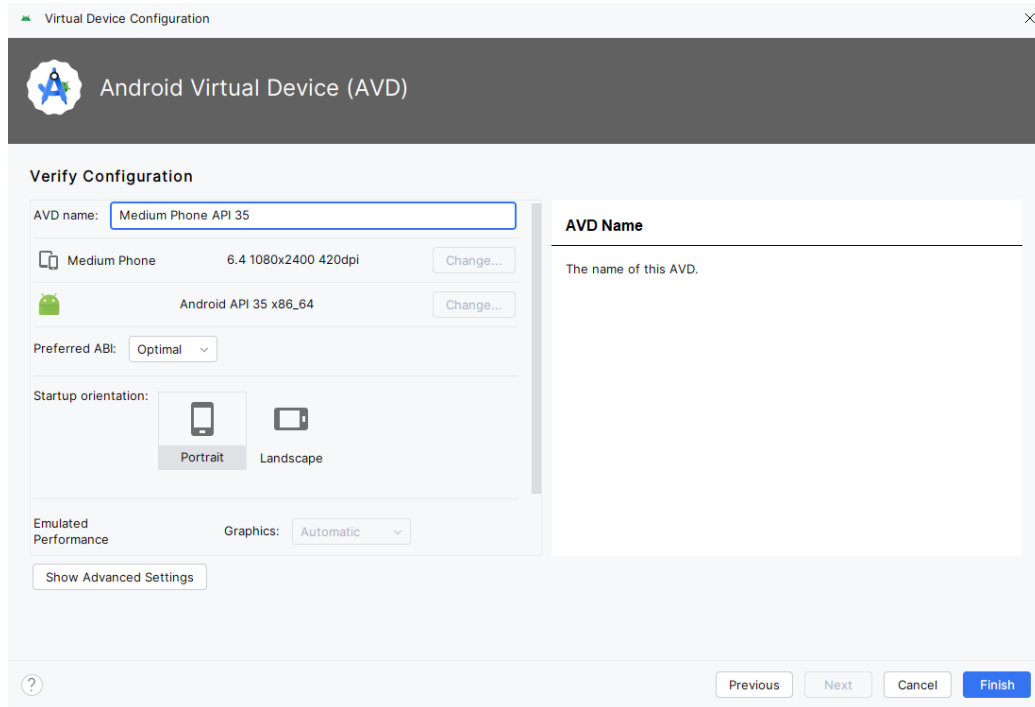 Virtual Device Configuration
Android Virtual Device (AVD)
Verify Configuration
AVD name: Medium Phone API 35
Medium Phone 6.4 1080x2400 420dpi Change...
Android API 35 x86_64 Change...
Preferred ABI: Optimal
Startup orientation:
Portrait Landscape
Emulated
Performance
Graphics: Automatic
Show Advanced Settings
AVD Name
The name of this AVD.
? Previous Next Cancel Finish